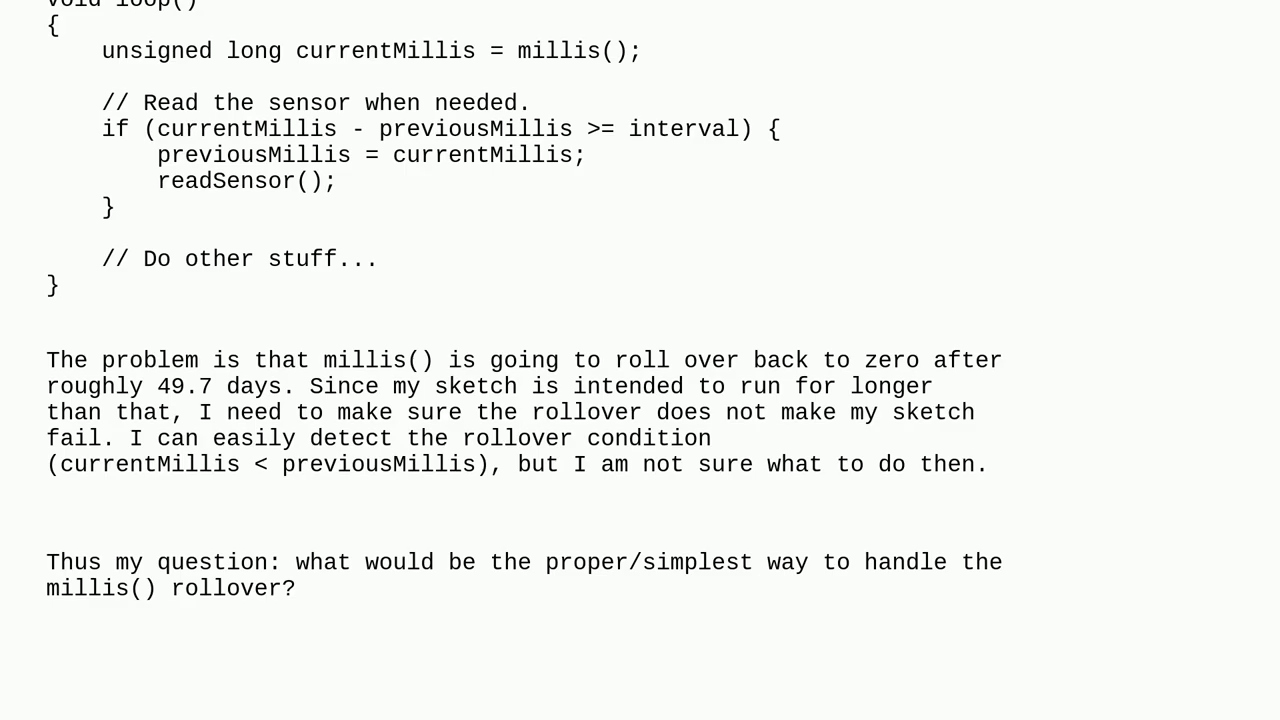 void loop()
{
    unsigned long currentMillis = millis();

    // Read the sensor when needed.
    if (currentMillis - previousMillis >= interval) {
        previousMillis = currentMillis;
        readSensor();
    }

    // Do other stuff...
}

The problem is that millis() is going to roll over back to zero after
roughly 49.7 days. Since my sketch is intended to run for longer
than that, I need to make sure the rollover does not make my sketch
fail. I can easily detect the rollover condition
(currentMillis < previousMillis), but I am not sure what to do then.

Thus my question: what would be the proper/simplest way to handle the
millis() rollover?